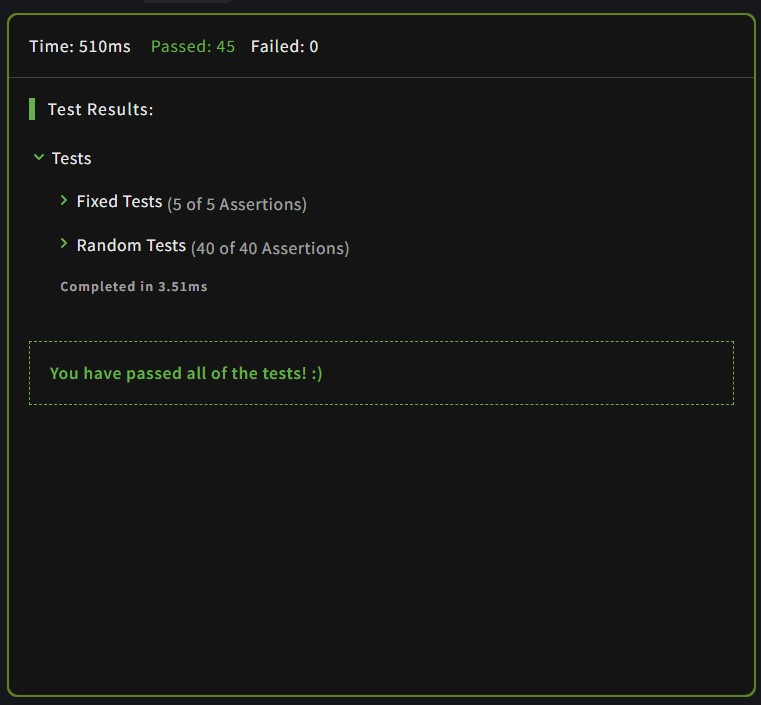 Time: 510ms Passed: 45 Failed: 0
Test Results:
Tests
Fixed Tests (5 of 5 Assertions)
Random Tests (40 of 40 Assertions)
Completed in 3.51ms
You have passed all of the tests! :)